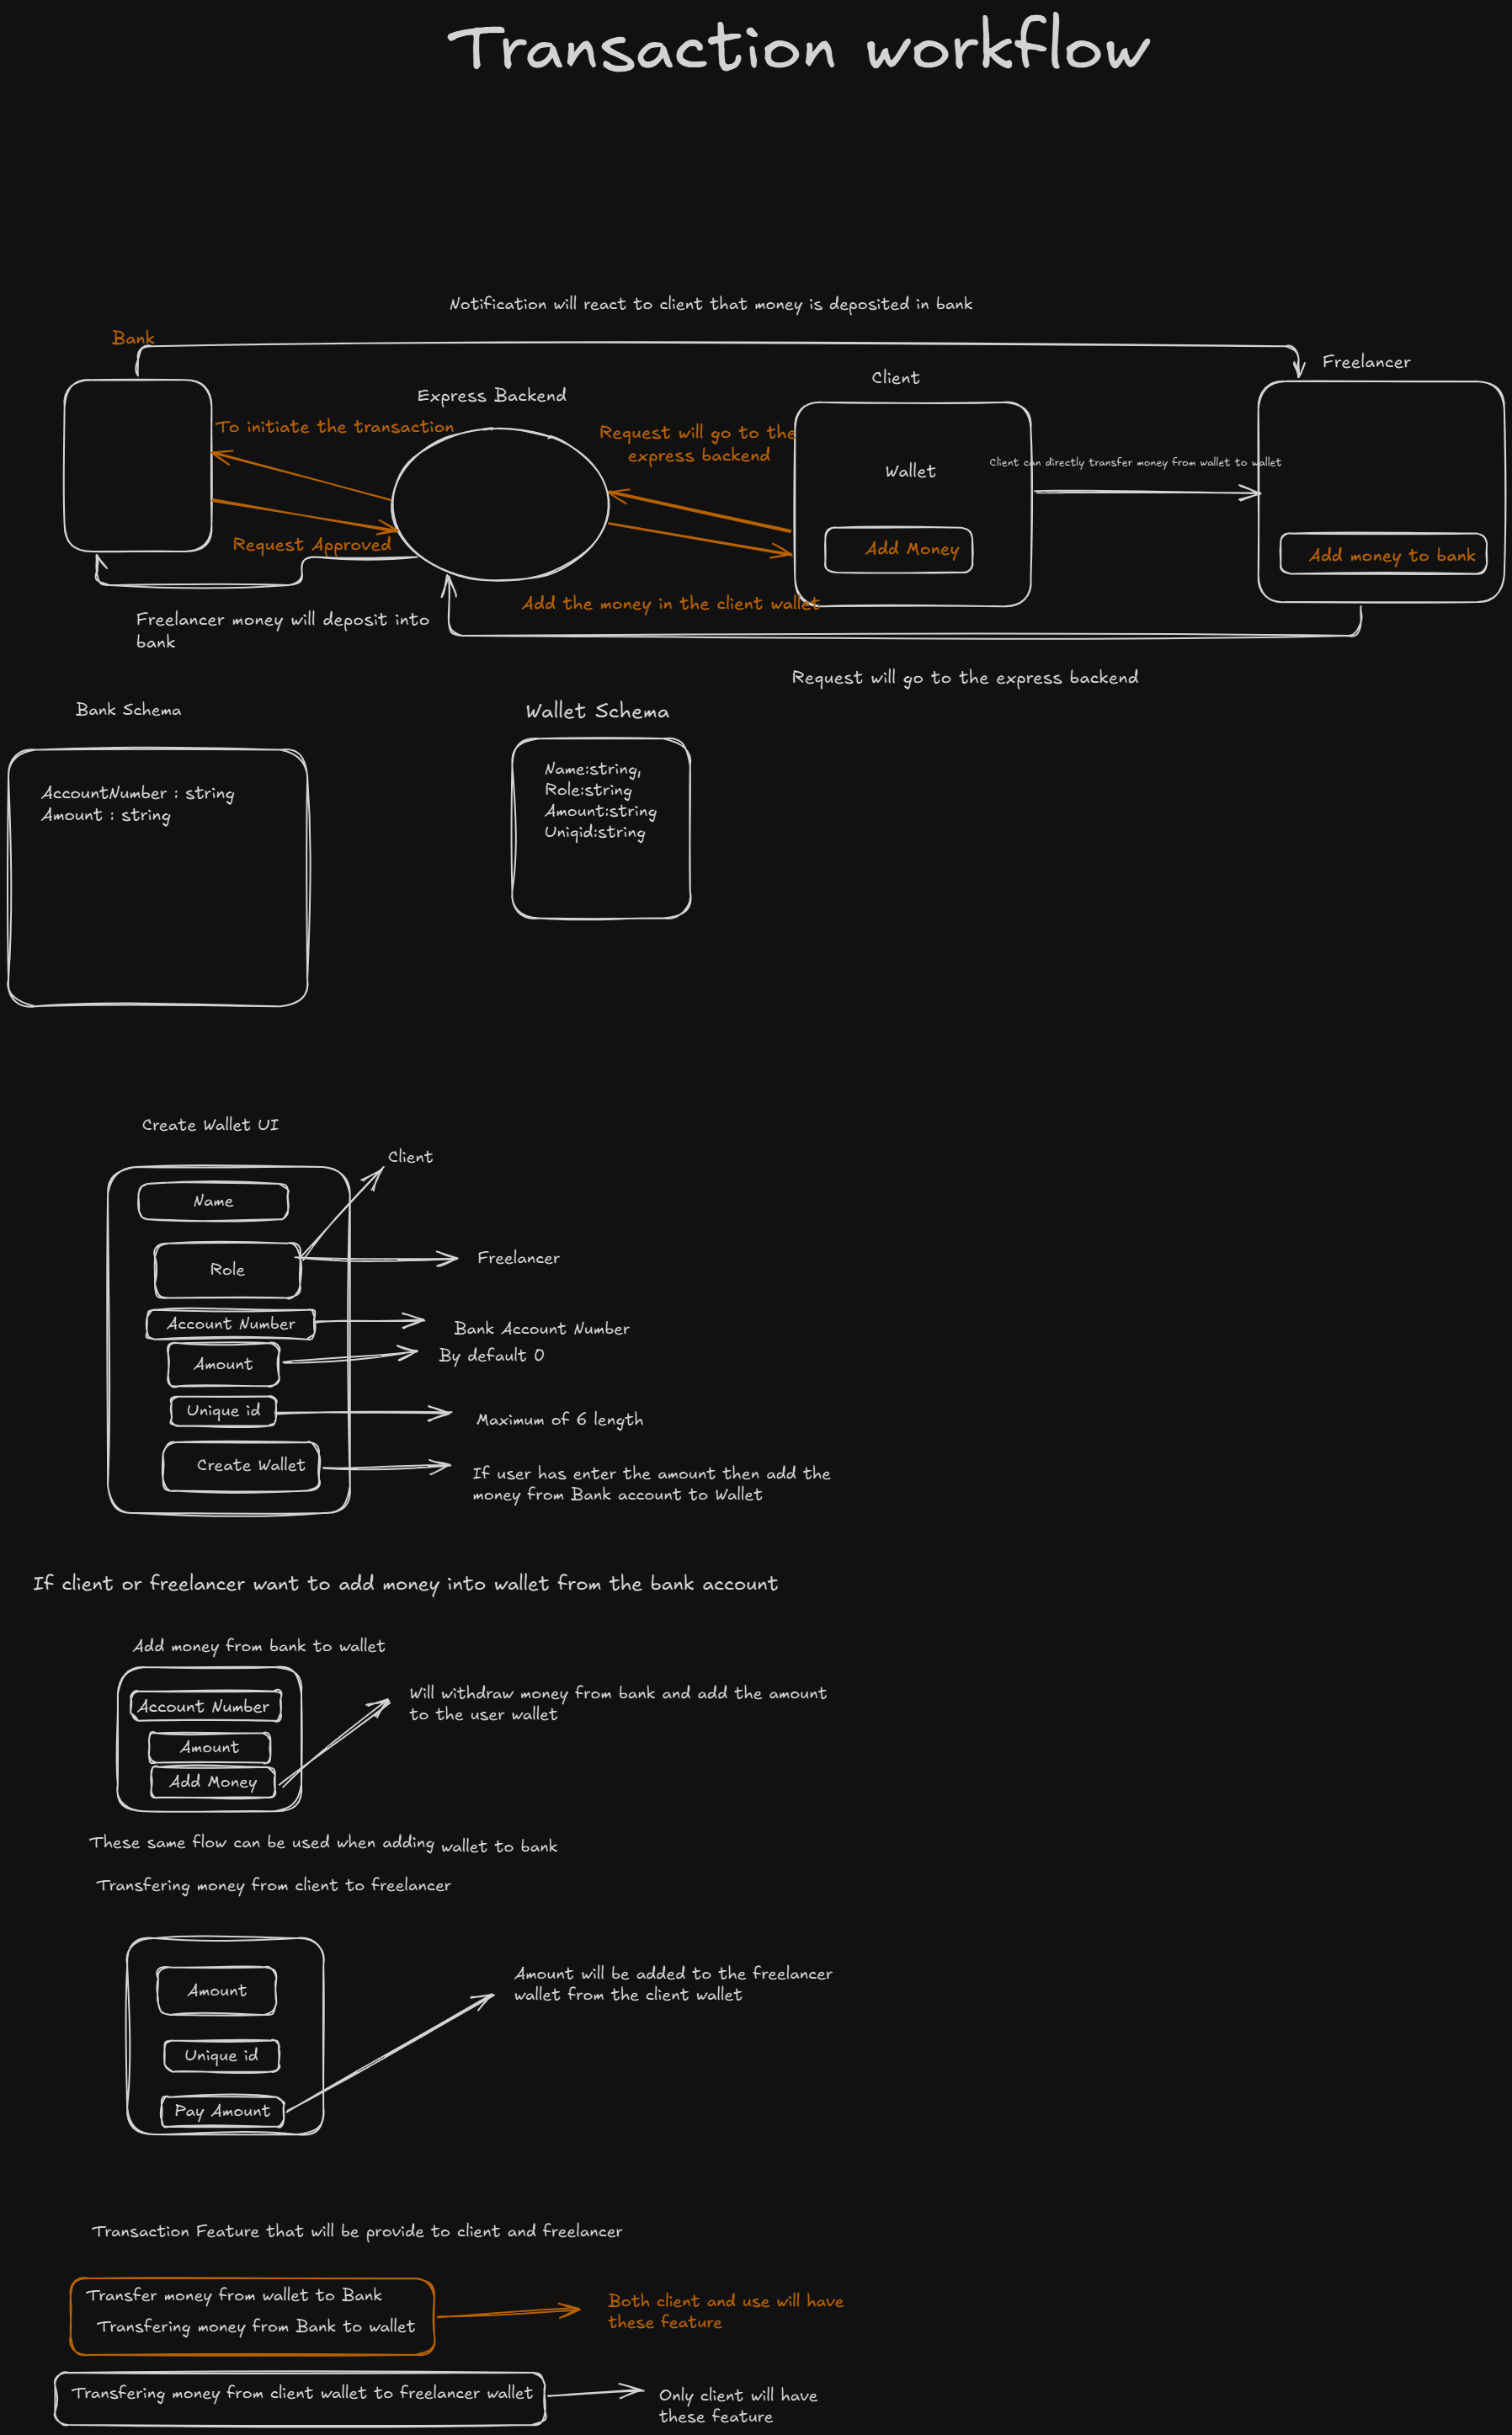 Transaction workflow
Notification will react to client that money is deposited in bank
Bank
Freelancer
Client
Express Backend
To initiate the transaction
Request will go to the
express backend
Client can directly transfer money from wallet to wallet
Wallet
Request Approved
Add Money
Add money to bank
Add the money in the client wallet
Freelancer money will deposit into
bank
Request will go to the express backend
Bank Schema
Wallet Schema
AccountNumber : string
Amount : string
Name:string,
Role:string
Amount:string
Uniqid:string
Create Wallet UI
Client
Name
Role
Freelancer
Account Number
Bank Account Number
Amount
By default 0
Unique id
Maximum of 6 length
Create Wallet
If user has enter the amount then add the
money from Bank account to Wallet
If client or freelancer want to add money into wallet from the bank account
Add money from bank to wallet
Account Number
Amount
Add Money
Will withdraw money from bank and add the amount
to the user wallet
These same flow can be used when adding wallet to bank
Transfering money from client to freelancer
Amount
Unique id
Pay Amount
Amount will be added to the freelancer
wallet from the client wallet
Transaction Feature that will be provide to client and freelancer
Transfer money from wallet to Bank
Transfering money from Bank to wallet
Both client and use will have
these feature
Transfering money from client wallet to freelancer wallet
Only client will have
these feature